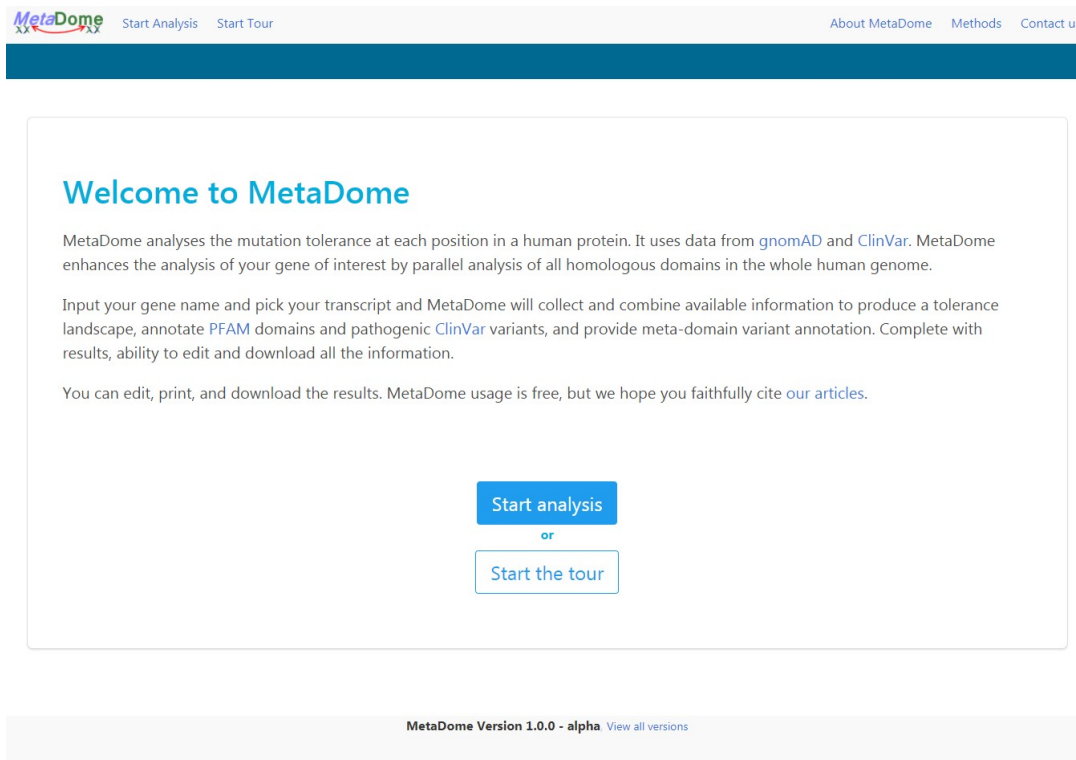 MetaDome
XX XX
Start Analysis Start Tour About MetaDome Methods Contact u
Welcome to MetaDome
MetaDome analyses the mutation tolerance at each position in a human protein. It uses data from gnomAD and ClinVar. MetaDome
enhances the analysis of your gene of interest by parallel analysis of all homologous domains in the whole human genome.
Input your gene name and pick your transcript and MetaDome will collect and combine available information to produce a tolerance
landscape, annotate PFAM domains and pathogenic ClinVar variants, and provide meta-domain variant annotation. Complete with
results, ability to edit and download all the information.
You can edit, print, and download the results. MetaDome usage is free, but we hope you faithfully cite our articles.
Start analysis
or
Start the tour
MetaDome Version 1.0.0 - alpha. View all versions